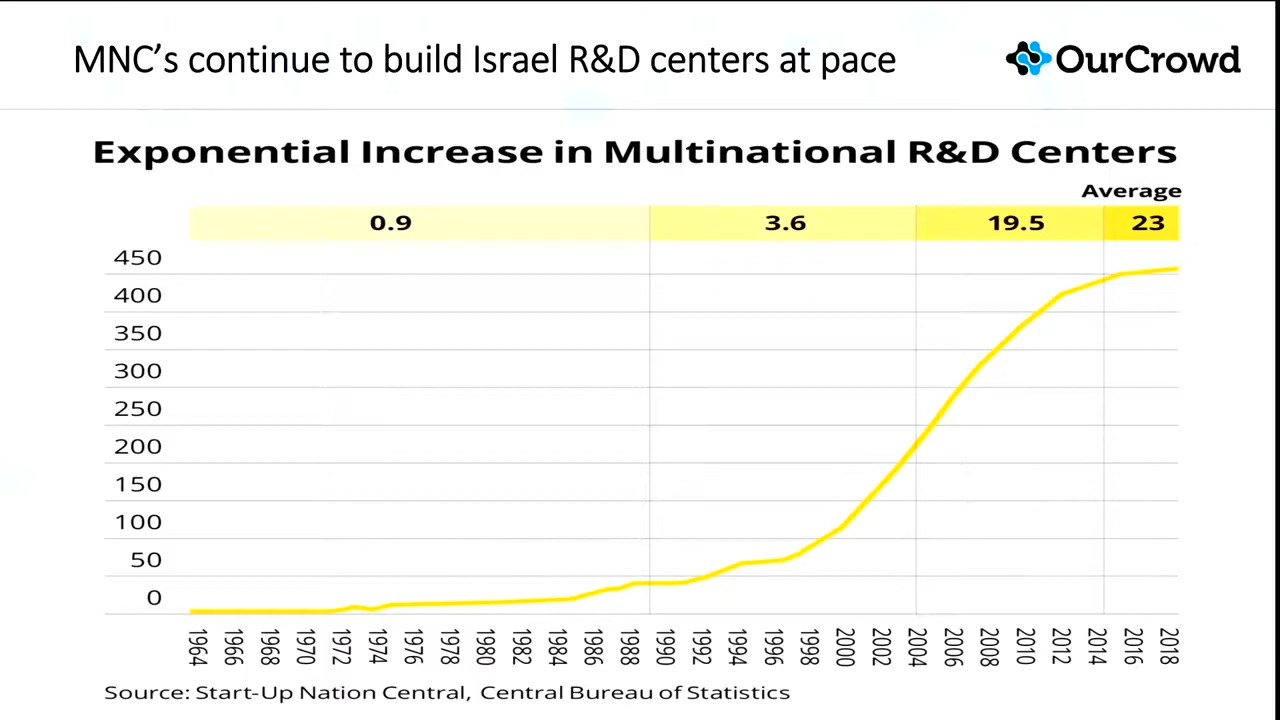 MNC's continue to build Israel R&D centers at pace
OurCrowd
Exponential Increase in Multinational R&D Centers
Average
0.9 3.6 19.5 23
450
400
350
300
250
200
150
100
50
0
1964 1966 1968 1970 1972 1974 1976 1978 1980 1982 1984 1986 1988 1990 1992 1994 1996 1998 2000 2002 2004 2006 2008 2010 2012 2014 2016 2018
Source: Start-Up Nation Central, Central Bureau of Statistics